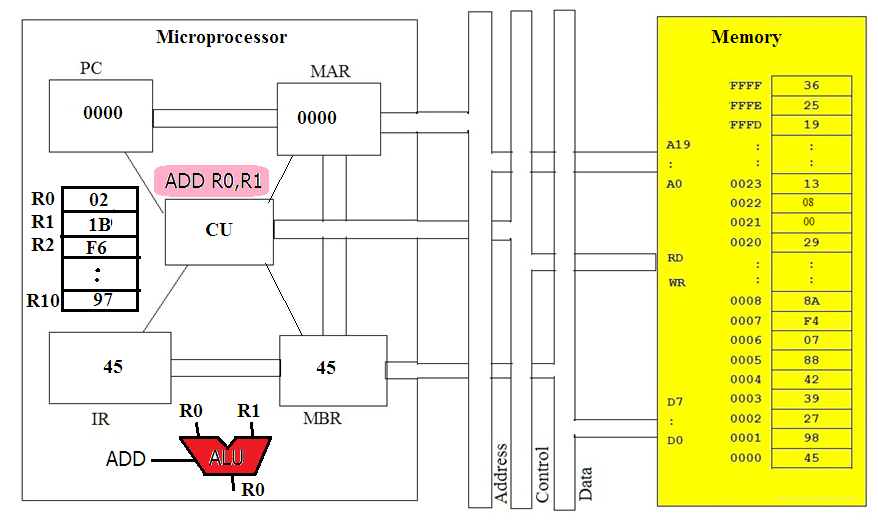 Microprocessor
Memory
PC
MAR
0000
0000
ADD R0,R1
CU
R0 02
R1 1B
R2 F6
:
R10 97
45
45
IR
MBR
R0 R1
ADD
ALU
R0
Address
Control
Data
FFFF 36
FFFE 25
FFFD 19
A19 : :
: : :
A0 0023 13
0022 08
0021 00
0020 29
RD : :
WR : :
0008 8A
0007 F4
0006 07
0005 88
0004 42
D7 0003 39
: 0002 27
D0 0001 98
0000 45